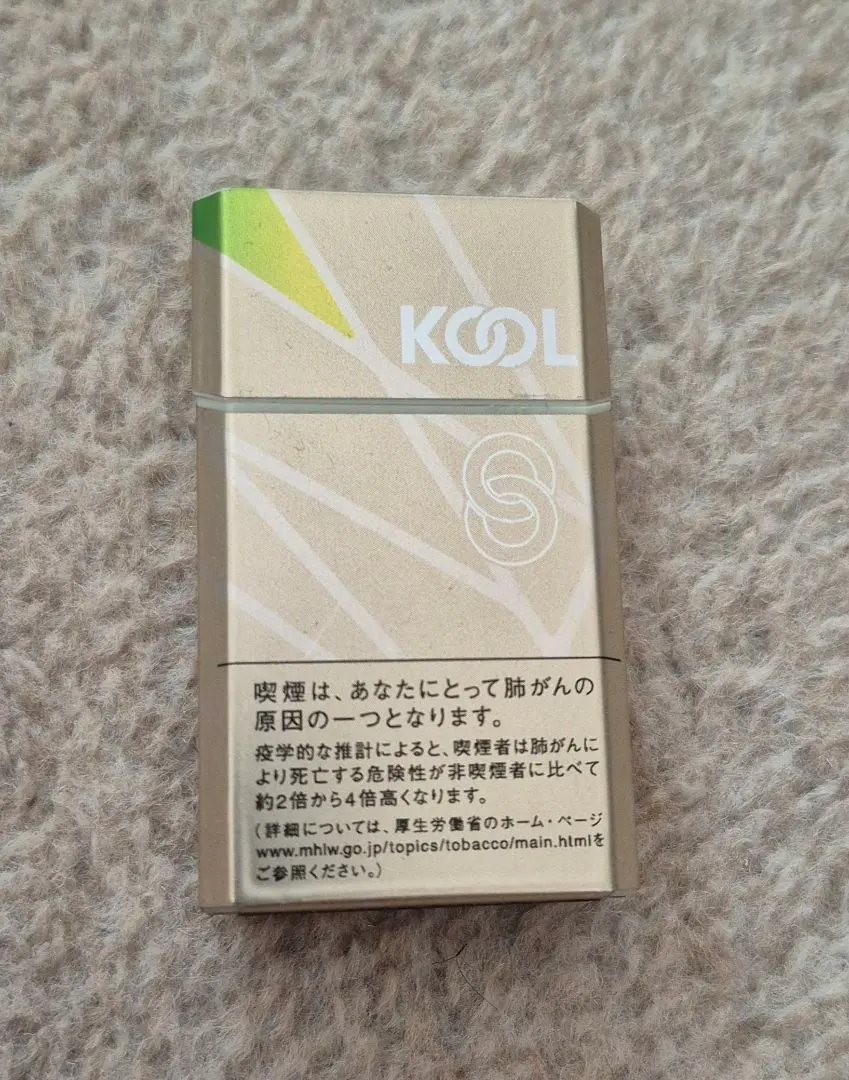 KOOL
喫煙は、あなたにとって肺がんの
原因の一つとなります。
疫学的な推計によると、喫煙者は肺がんに
より死亡する危険性が非喫煙者に比べて
約2倍から4倍高くなります。
(詳細については、厚生労働省のホーム・ページ
www.mhlw.go.jp/topics/tobacco/main.htmlを
ご参照ください。)